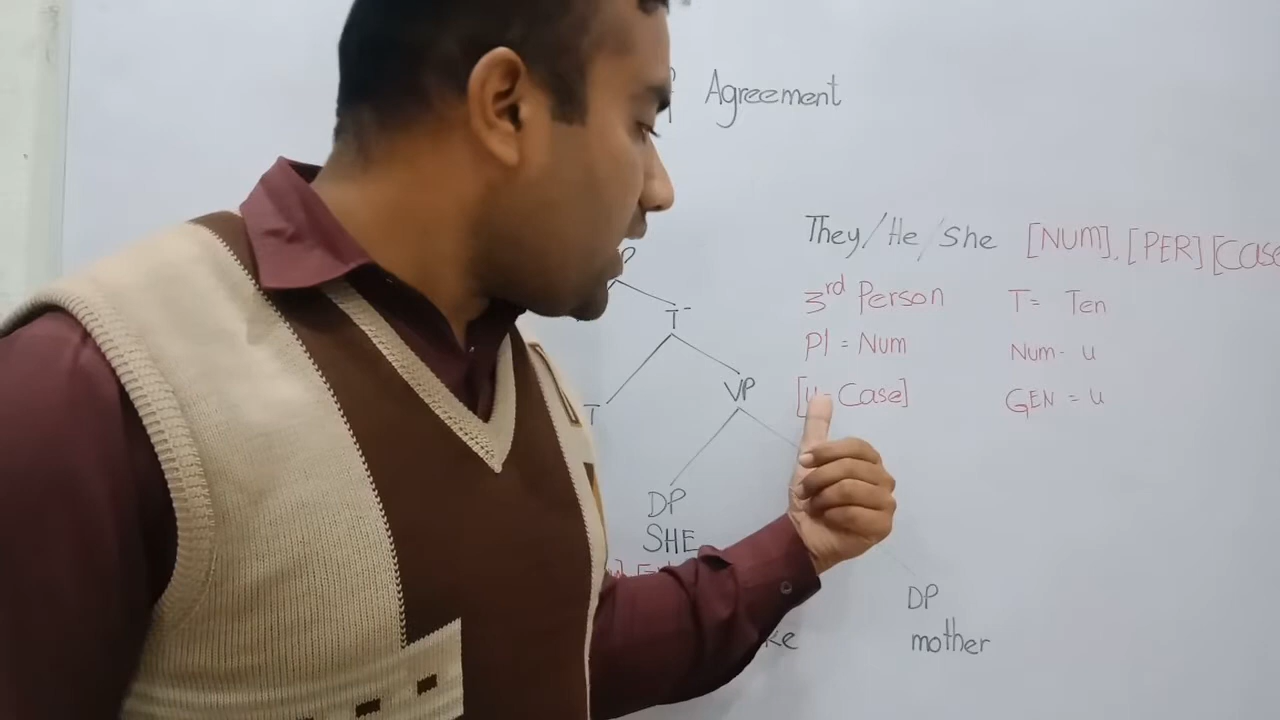 Agreement
They/He/She [NUM], [PER] [Case
3rd Person T= Ten
Pl = Num Num- u
[u-Case] GEN = u
T-
T
VP
DP
SHE
DP
mother